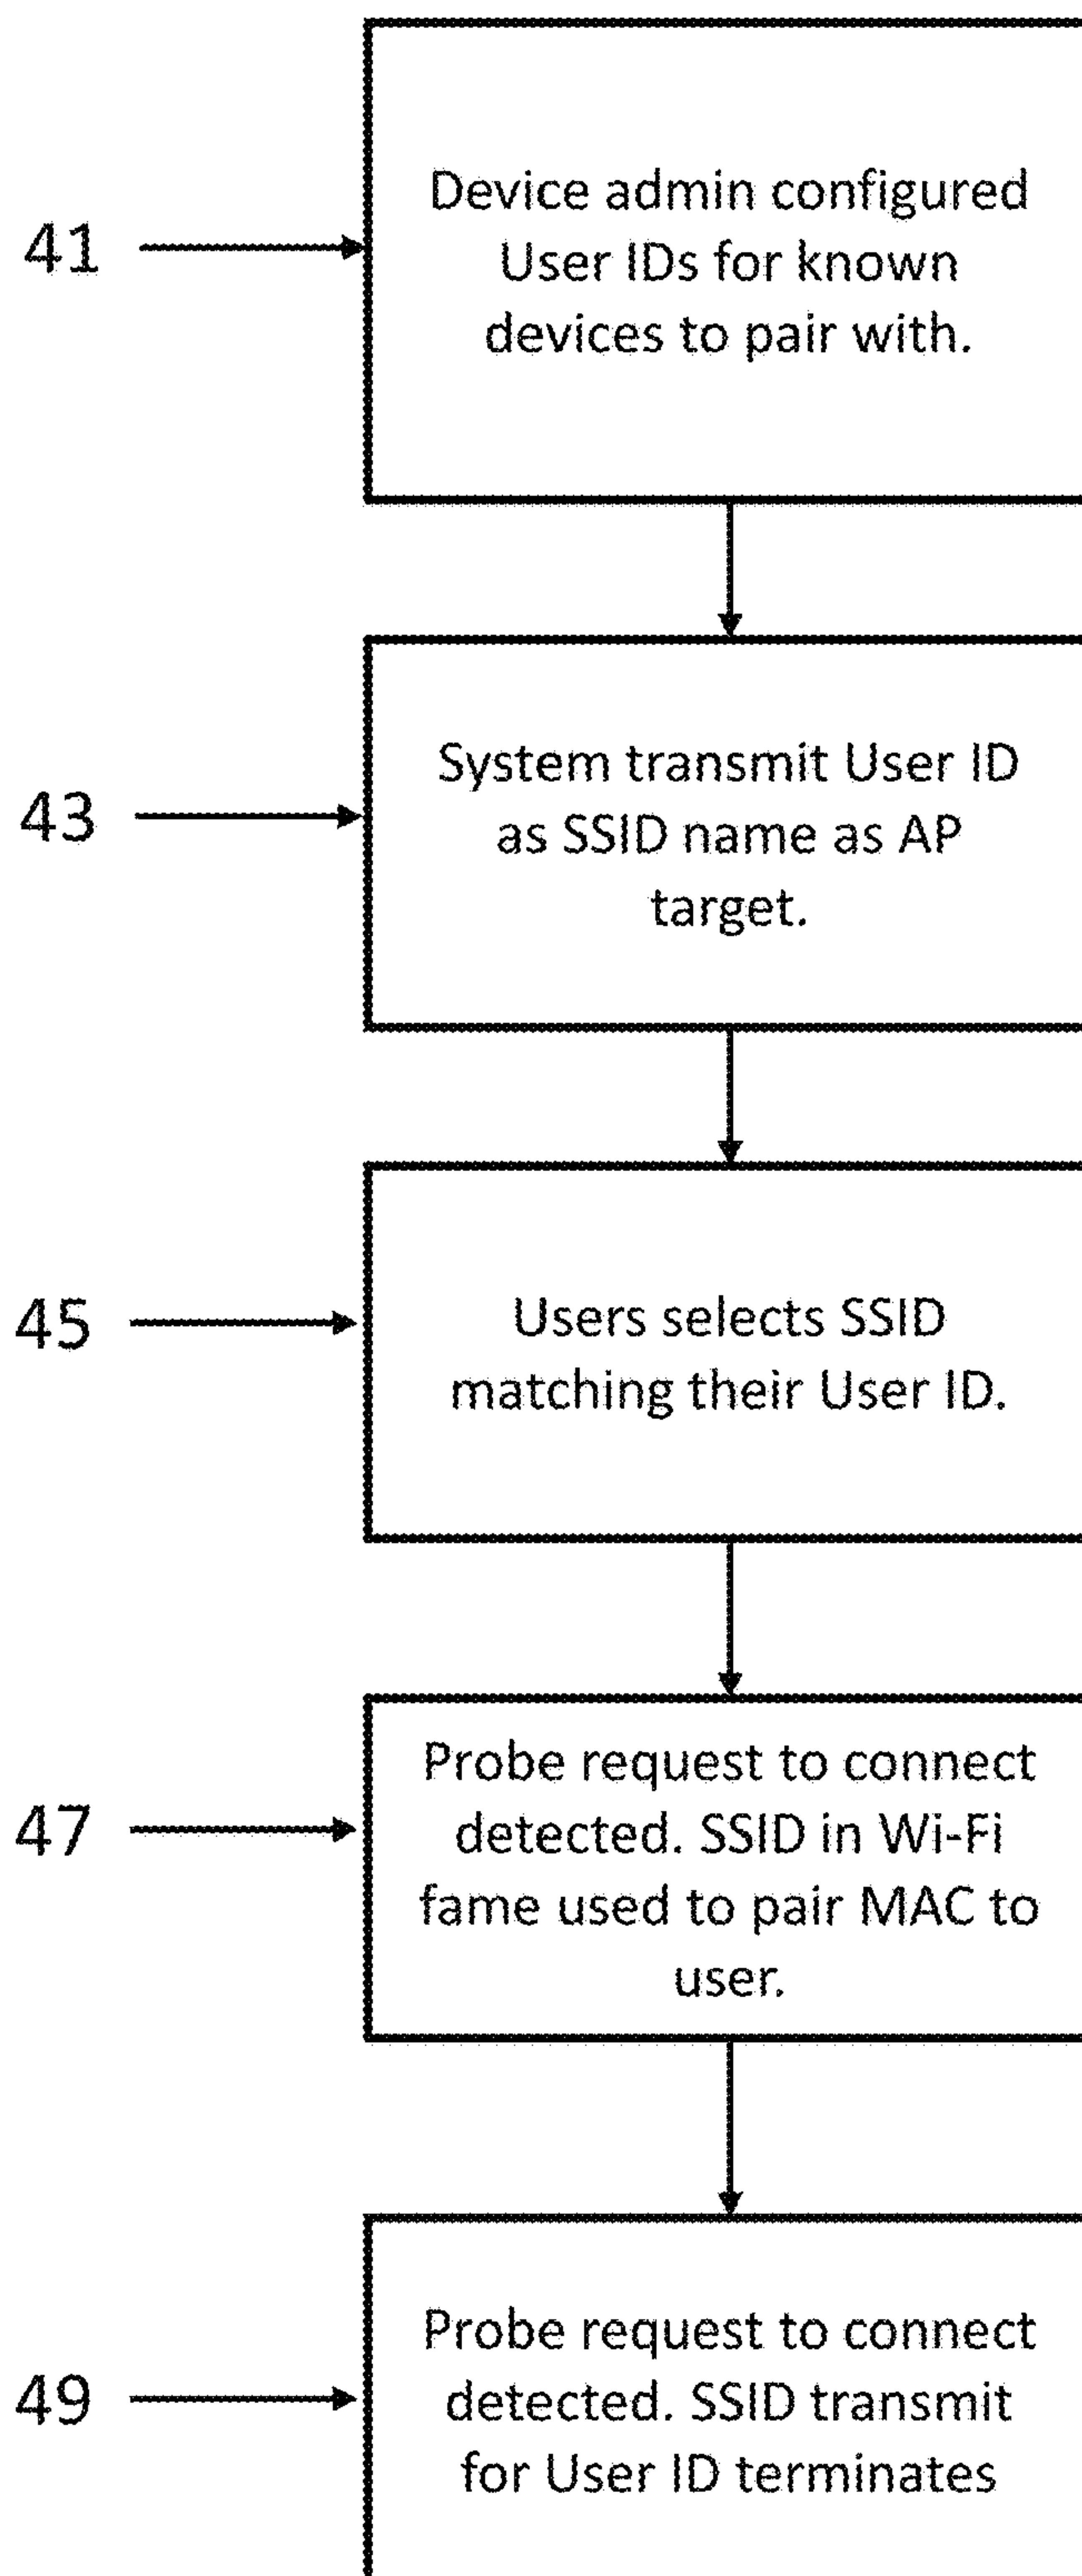 41
Device admin configured
User IDs for known
devices to pair with.
43
System transmit User ID
as SSID name as AP
target.
45
Users selects SSID
matching their User ID.
47
Probe request to connect
detected. SSID in Wi-Fi
fame used to pair MAC to
user.
49
Probe request to connect
detected. SSID transmit
for User ID terminates